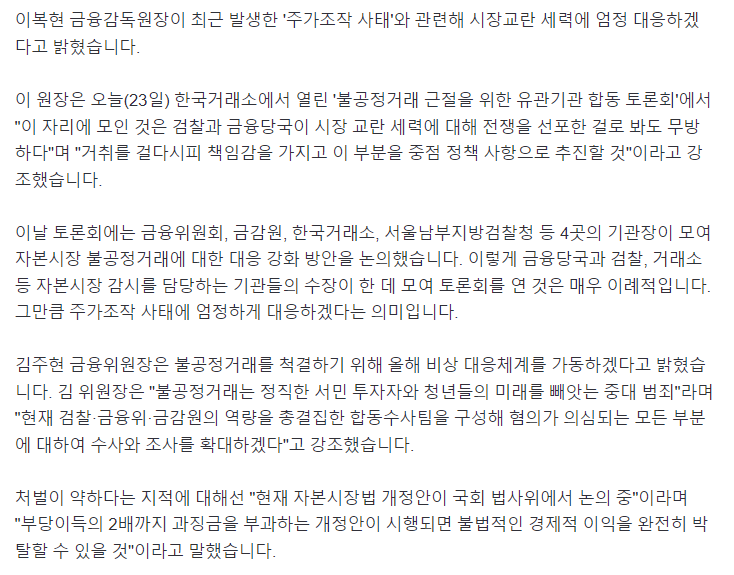 이복현 금융감독원장이 최근 발생한 '주가조작 사태'와 관련해 시장교란 세력에 엄정 대응하겠
다고 밝혔습니다.
이 원장은 오늘(23일) 한국거래소에서 열린 '불공정거래 근절을 위한 유관기관 합동 토론회'에서
"이 자리에 모인 것은 검찰과 금융당국이 시장 교란 세력에 대해 전쟁을 선포한 걸로 봐도 무방
하다"며 "거취를 걸다시피 책임감을 가지고 이 부분을 중점 정책 사항으로 추진할 것"이라고 강
조했습니다.
이날 토론회에는 금융위원회, 금감원, 한국거래소, 서울남부지방검찰청 등 4곳의 기관장이 모여
자본시장 불공정거래에 대한 대응 강화 방안을 논의했습니다. 이렇게 금융당국과 검찰, 거래소
등 자본시장 감시를 담당하는 기관들의 수장이 한 데 모여 토론회를 연 것은 매우 이례적입니다.
그만큼 주가조작 사태에 엄정하게 대응하겠다는 의미입니다.
김주현 금융위원장은 불공정거래를 척결하기 위해 올해 비상 대응체계를 가동하겠다고 밝혔습니
다. 김 위원장은 "불공정거래는 정직한 서민 투자자와 청년들의 미래를 빼앗는 중대 범죄"라며
"현재 검찰·금융위·금감원의 역량을 총결집한 합동수사팀을 구성해 혐의가 의심되는 모든 부분
에 대하여 수사와 조사를 확대하겠다"고 강조했습니다.
처벌이 약하다는 지적에 대해선 "현재 자본시장법 개정안이 국회 법사위에서 논의 중"이라며
"부당이득의 2배까지 과징금을 부과하는 개정안이 시행되면 불법적인 경제적 이익을 완전히 박
탈할 수 있을 것"이라고 말했습니다.